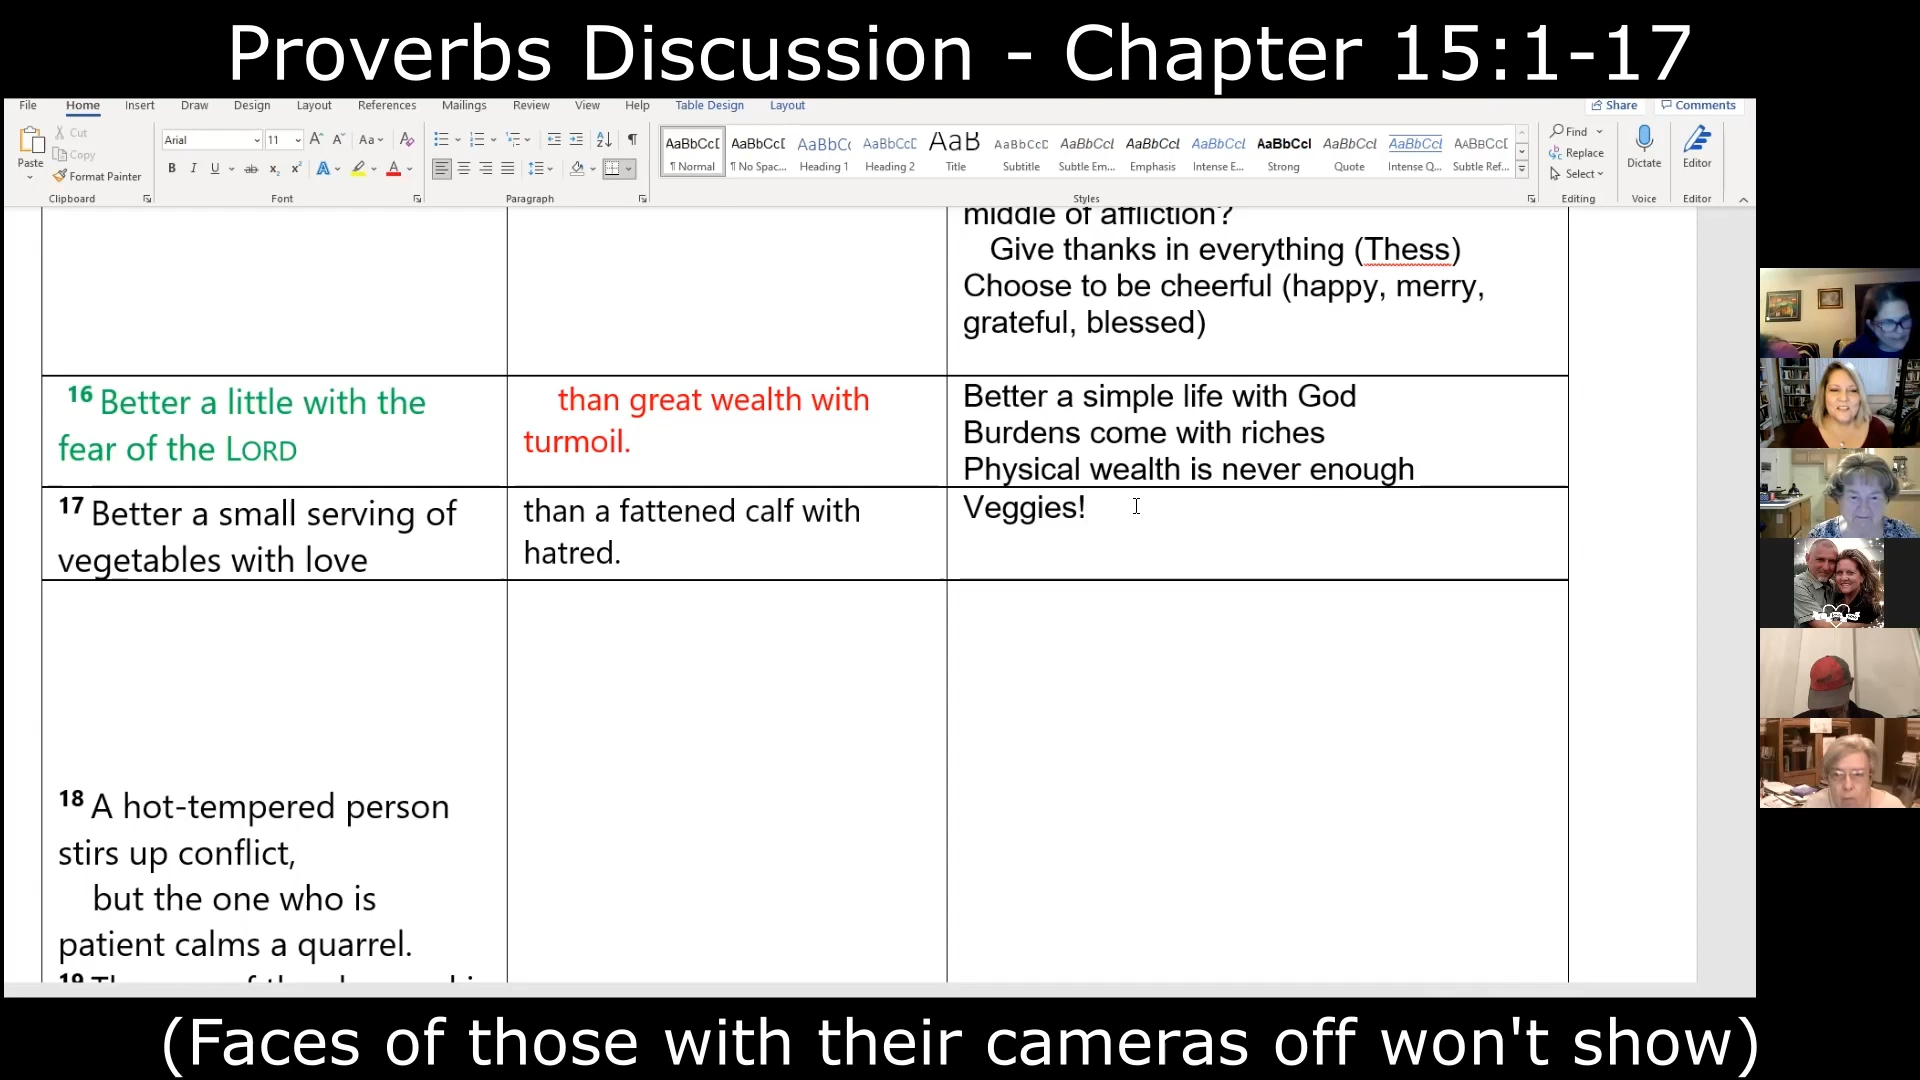 Proverbs Discussion - Chapter 15:1-17
File Home Insert Draw Design Layout References Mailings Review View Help Table Design Layout Share Comments
Paste
Cut
Copy
Format Painter
Clipboard
Arial 11
Font
Paragraph
AaBbCcD AaBbCcD AaBbCc AaBbCcD AaB AaBbCcD AaBbCcI AaBbCcI AaBbCcI AaBbCcI AaBbCcI AaBbCcI AABBCCD
¶ Normal ¶ No Spac... Heading 1 Heading 2 Title Subtitle Subtle Em... Emphasis Intense E... Strong Quote Intense Q... Subtle Ref...
Styles
Find
Replace
Select
Editing
Dictate
Voice
Editor
Editor
middle of affliction?
Give thanks in everything (Thess)
Choose to be cheerful (happy, merry,
grateful, blessed)
16 Better a little with the
fear of the LORD
than great wealth with
turmoil.
Better a simple life with God
Burdens come with riches
Physical wealth is never enough
17 Better a small serving of
vegetables with love
than a fattened calf with
hatred.
Veggies!
18 A hot-tempered person
stirs up conflict,
but the one who is
patient calms a quarrel.
19
(Faces of those with their cameras off won't show)